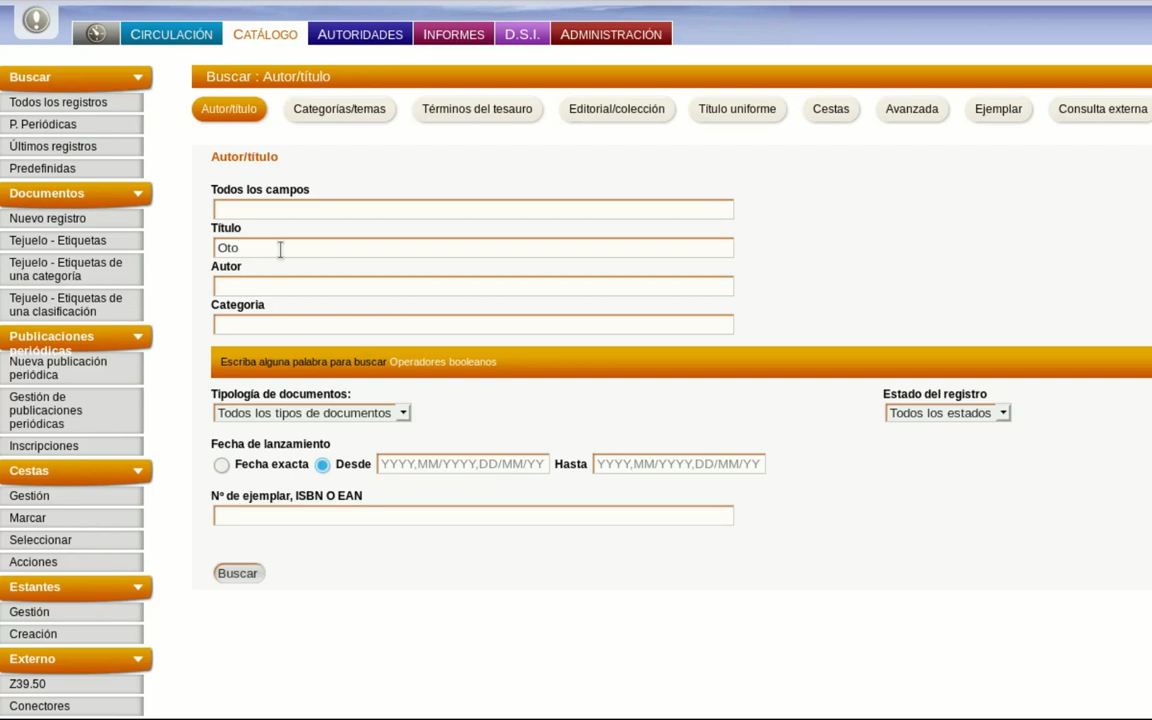 CIRCULACIÓN CATÁLOGO AUTORIDADES INFORMES D.S.I. ADMINISTRACIÓN
Buscar
Todos los registros
P. Periódicas
Últimos registros
Predefinidas
Documentos
Nuevo registro
Tejuelo - Etiquetas
Tejuelo - Etiquetas de
una categoría
Tejuelo - Etiquetas de
una clasificación
Publicaciones
periódicas
Nueva publicación
periódica
Gestión de
publicaciones
periódicas
Inscripciones
Cestas
Gestión
Marcar
Seleccionar
Acciones
Estantes
Gestión
Creación
Externo
Z39.50
Conectores
Buscar : Autor/título
Autor/título Categorías/temas Términos del tesauro Editorial/colección Título uniforme Cestas Avanzada Ejemplar Consulta externa
Autor/título
Todos los campos
Título
Oto
Autor
Categoria
Escriba alguna palabra para buscar Operadores booleanos
Tipología de documentos: Estado del registro
Todos los tipos de documentos Todos los estados
Fecha de lanzamiento
Fecha exacta Desde YYYY,MM/YYYY,DD/MM/YY Hasta YYYY,MM/YYYY,DD/MM/YY
Nº de ejemplar, ISBN O EAN
Buscar